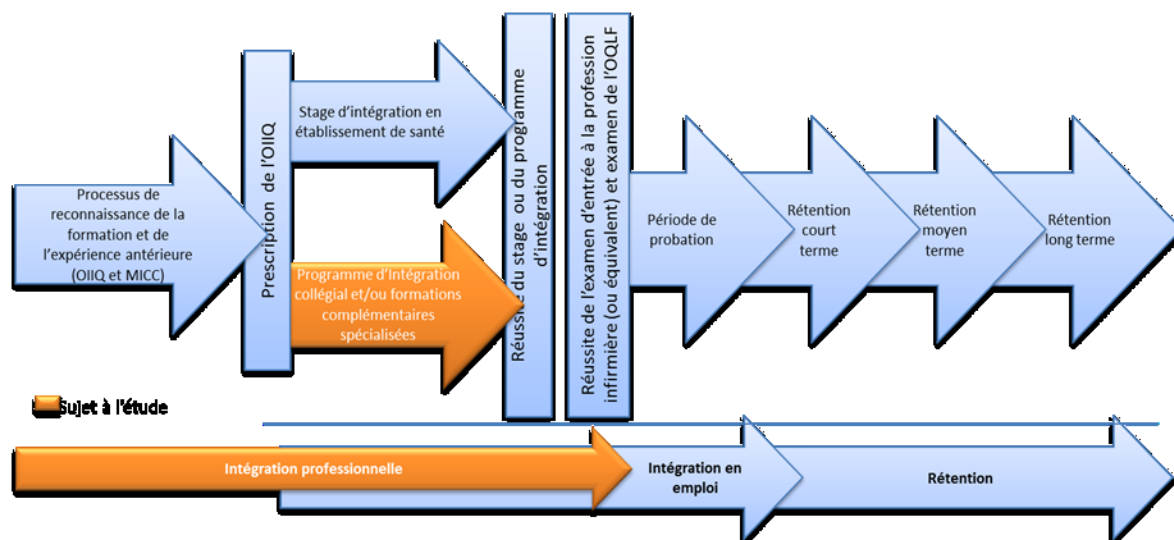 Processus de
reconnaissance de la
formation et de
l'expérience antérieure
(OIIQ et MICC)
Prescription de l'OIIQ
Stage d'intégration en
établissement de santé
Programme d'Intégration
collégial et/ou formations
complémentaires
spécialisées
Réussite du stage ou du programme
d'intégration
Réussite de l'examen d'entrée à la profession
infirmière (ou équivalent) et examen de l'OQLF
Période de
probation
Rétention
court
terme
Rétention
moyen
terme
Rétention
long terme
Sujet à l'étude
Intégration professionnelle
Intégration en
emploi
Rétention